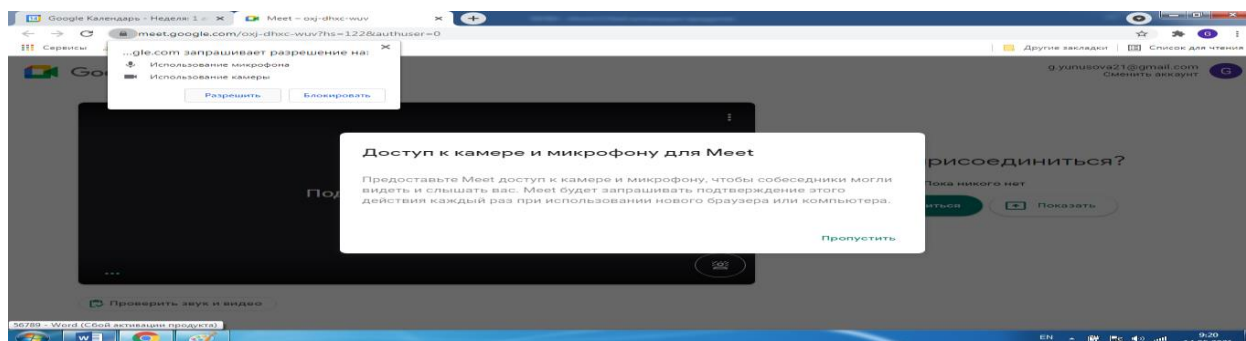 Google Календарь - Неделя: 1
Meet – oxj-dhxc-wuv
meet.google.com/oxj-dhxc-wuv?hs=122&authuser=0
Сервисы
Другие закладки
Список для чтения
...gle.com запрашивает разрешение на:
Использование микрофона
Использование камеры
Разрешить
Блокировать
g.yunusova21@gmail.com
Сменить аккаунт
G
Доступ к камере и микрофону для Meet
Предоставьте Meet доступ к камере и микрофону, чтобы собеседники могли
видеть и слышать вас. Meet будет запрашивать подтверждение этого
действия каждый раз при использовании нового браузера или компьютера.
Пропустить
рисоединиться?
Пока никого нет
иться
Показать
Проверить звук и видео
56789 - Word (Сбой активации продукта)
EN
9:20